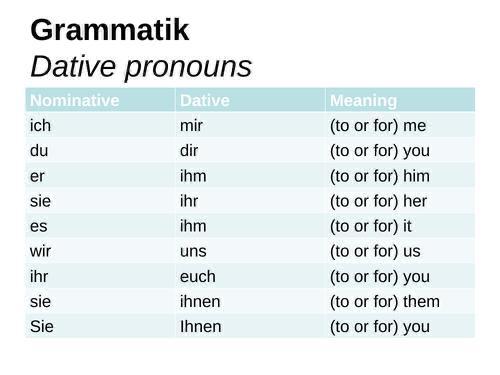 Grammatik
Dative pronouns
Nominative Dative Meaning
ich mir (to or for) me
du dir (to or for) you
er ihm (to or for) him
sie ihr (to or for) her
es ihm (to or for) it
wir uns (to or for) us
ihr euch (to or for) you
sie ihnen (to or for) them
Sie Ihnen (to or for) you